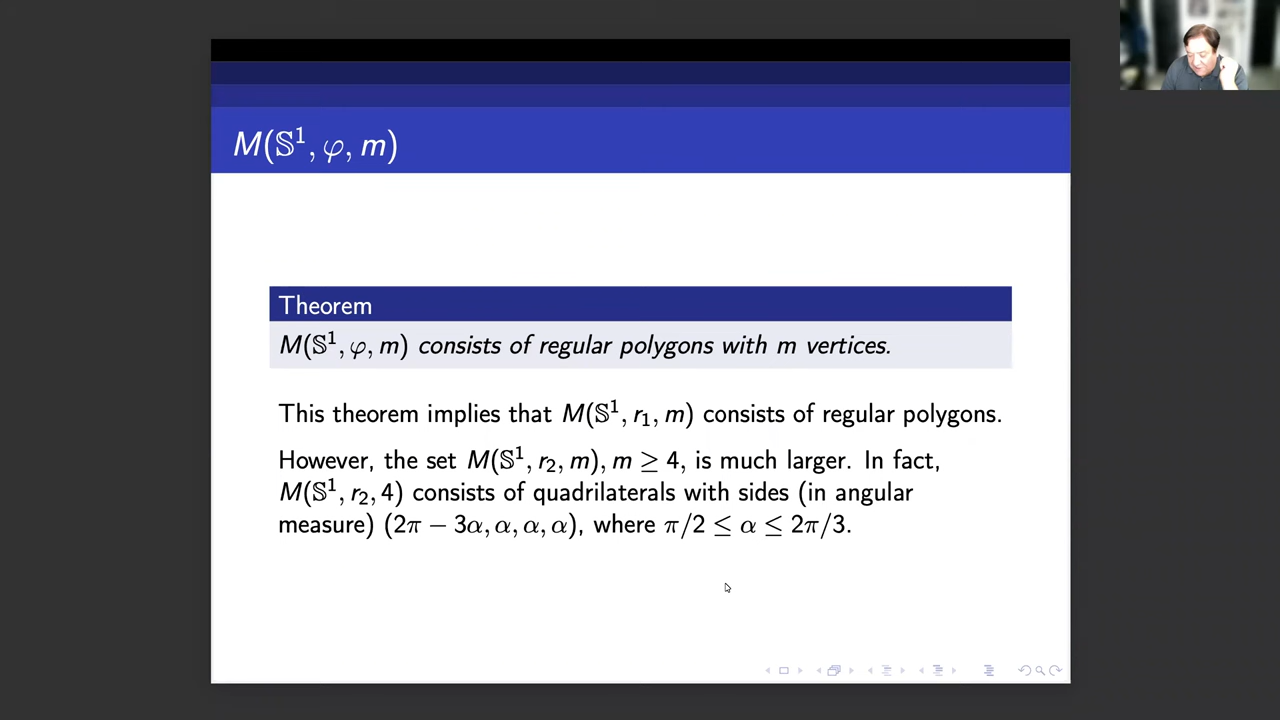 M(𝕊¹, φ, m)
Theorem
M(𝕊¹, φ, m) consists of regular polygons with m vertices.
This theorem implies that M(𝕊¹, r₁, m) consists of regular polygons.
However, the set M(𝕊¹, r₂, m), m ≥ 4, is much larger. In fact,
M(𝕊¹, r₂, 4) consists of quadrilaterals with sides (in angular
measure) (2π − 3α, α, α, α), where π/2 ≤ α ≤ 2π/3.